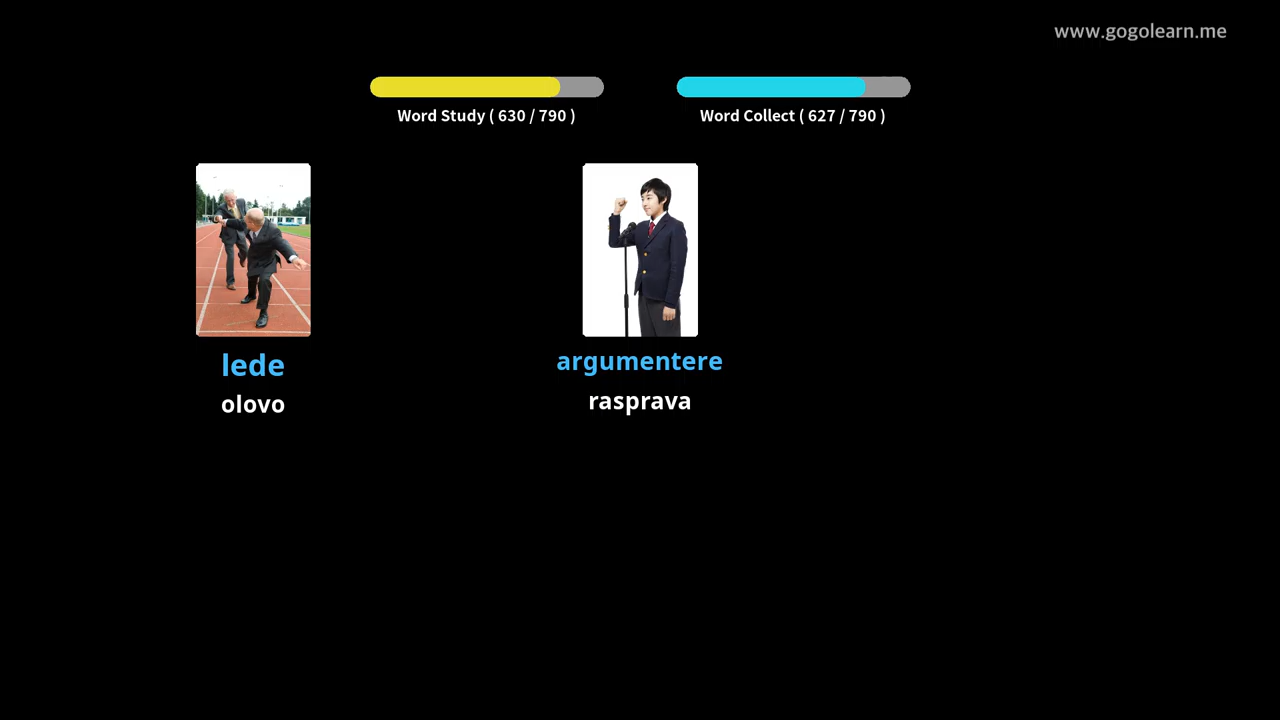 www.gogolearn.me
Word Study ( 630 / 790 )
Word Collect ( 627 / 790 )
lede
olovo
argumentere
rasprava